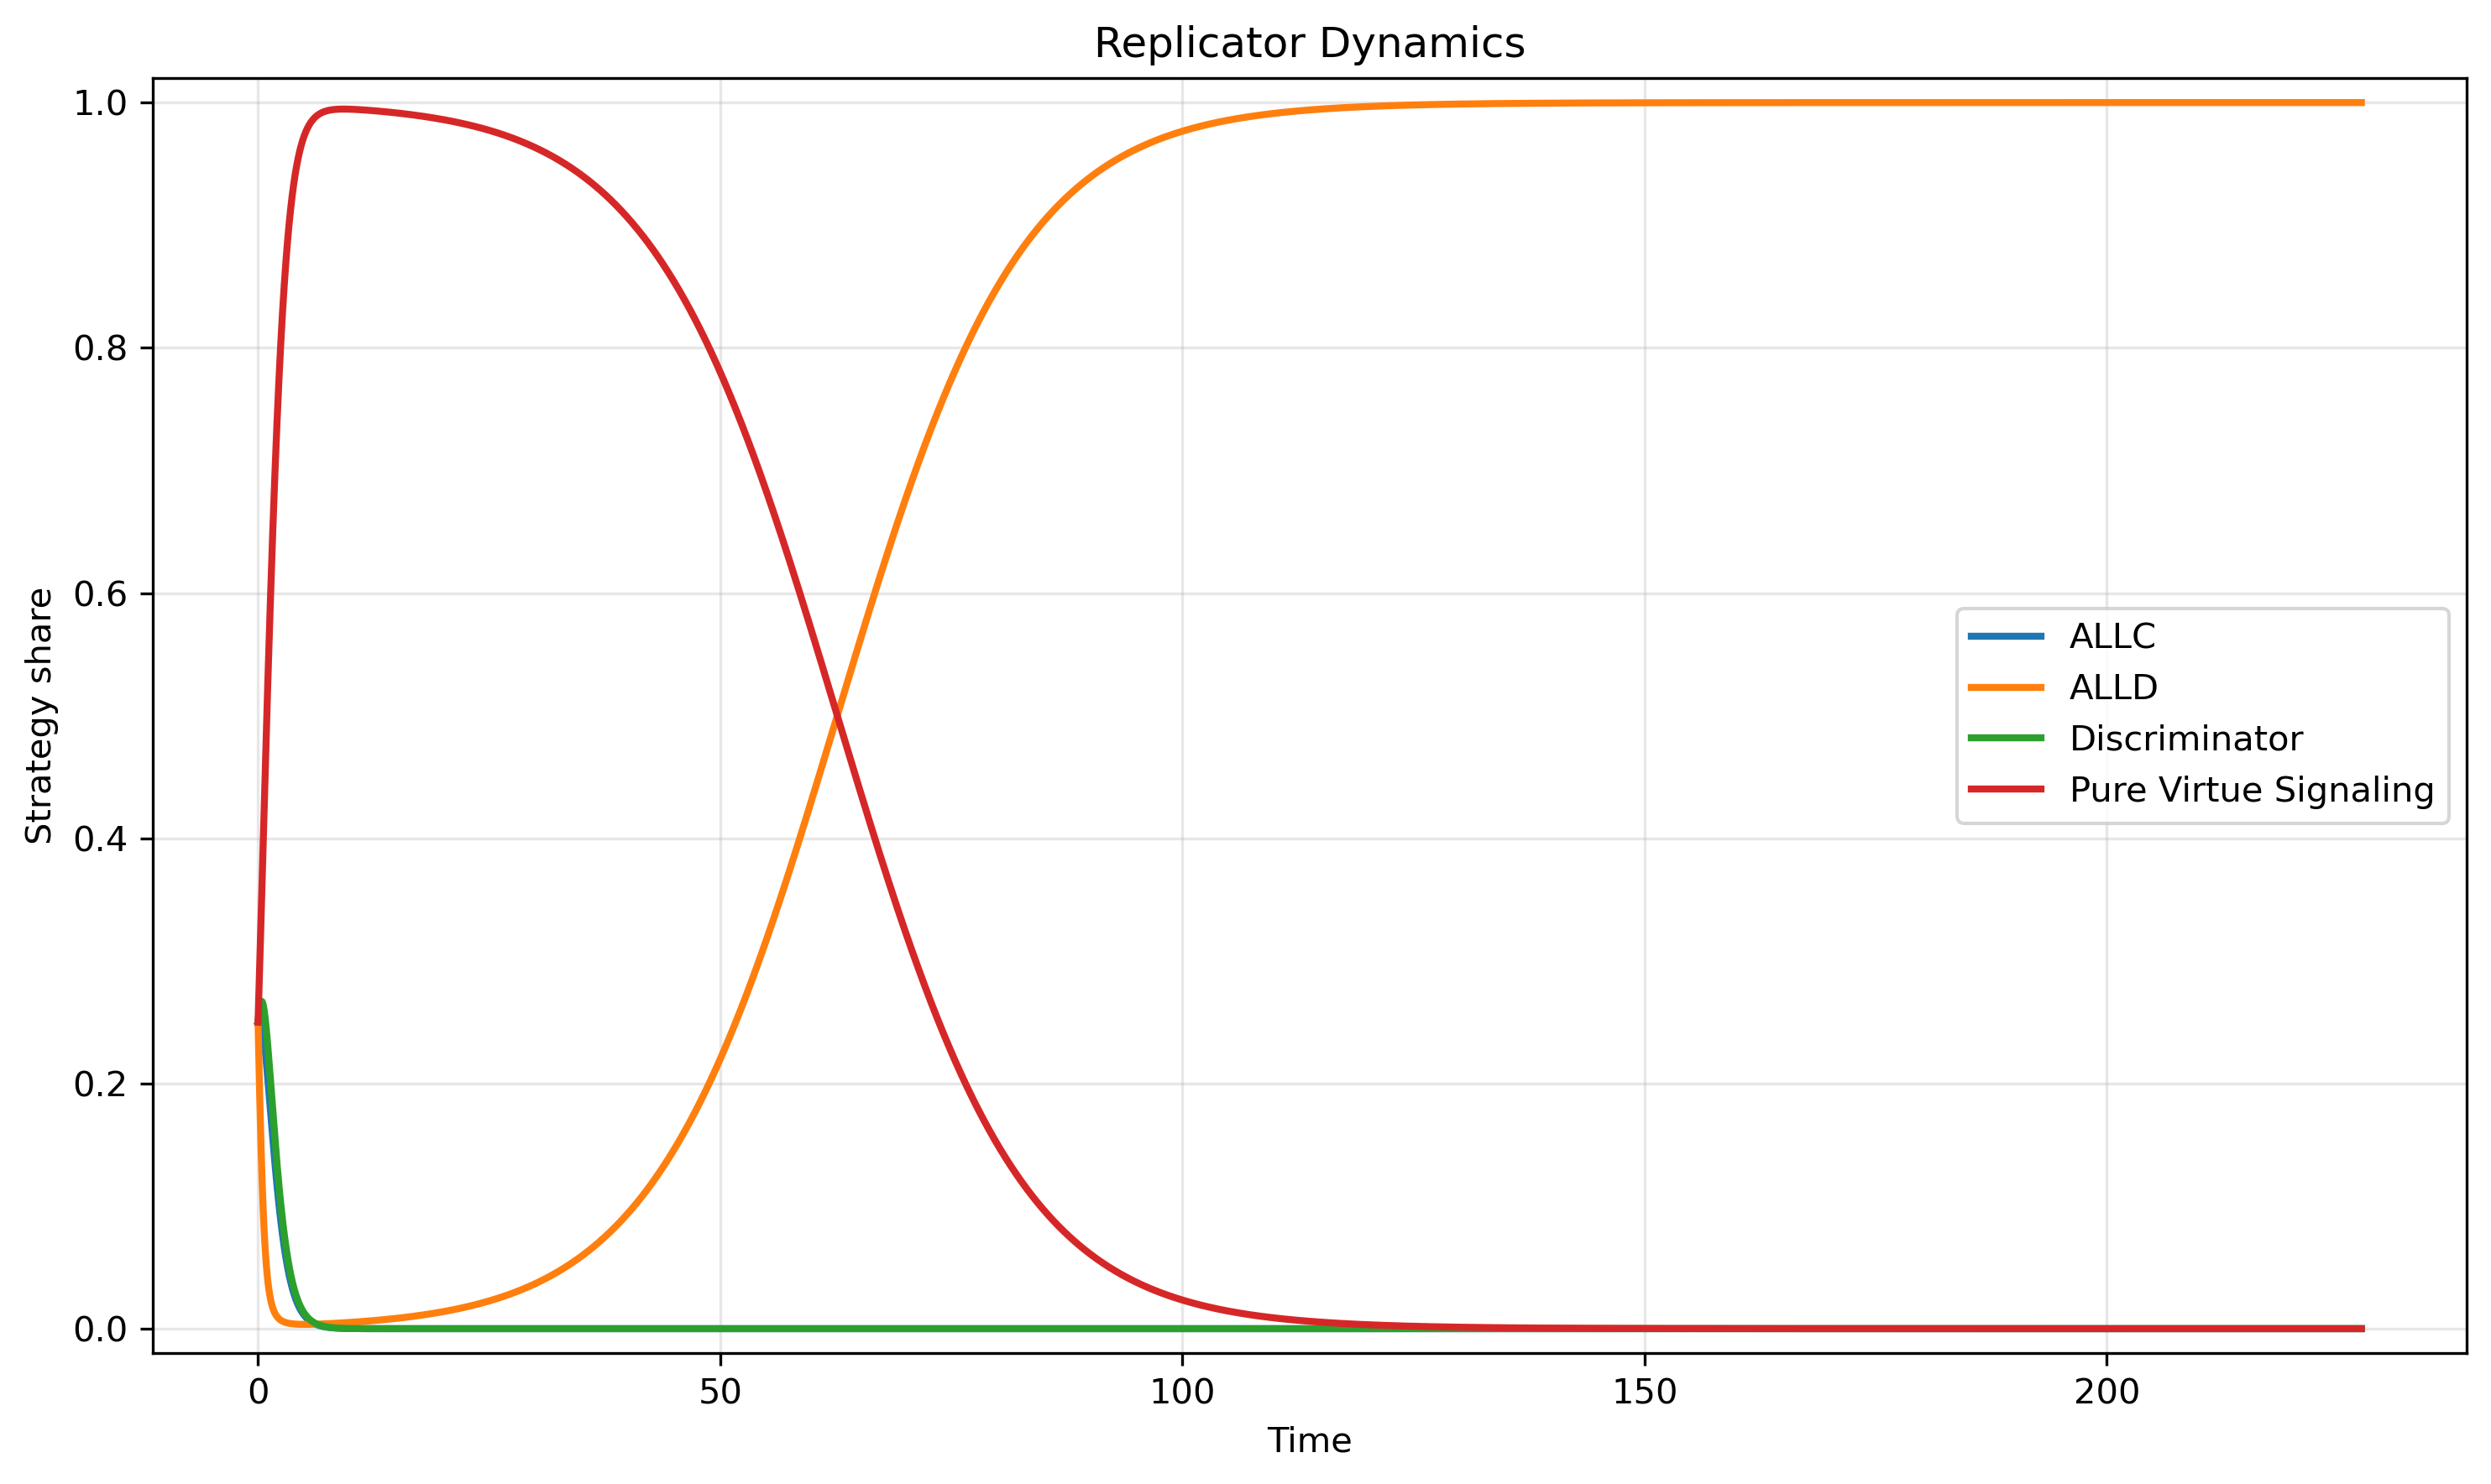 Replicator Dynamics
Strategy share
1.0
0.8
0.6
0.4
0.2
0.0
ALLC
ALLD
Discriminator
Pure Virtue Signaling
0 50 100 150 200
Time